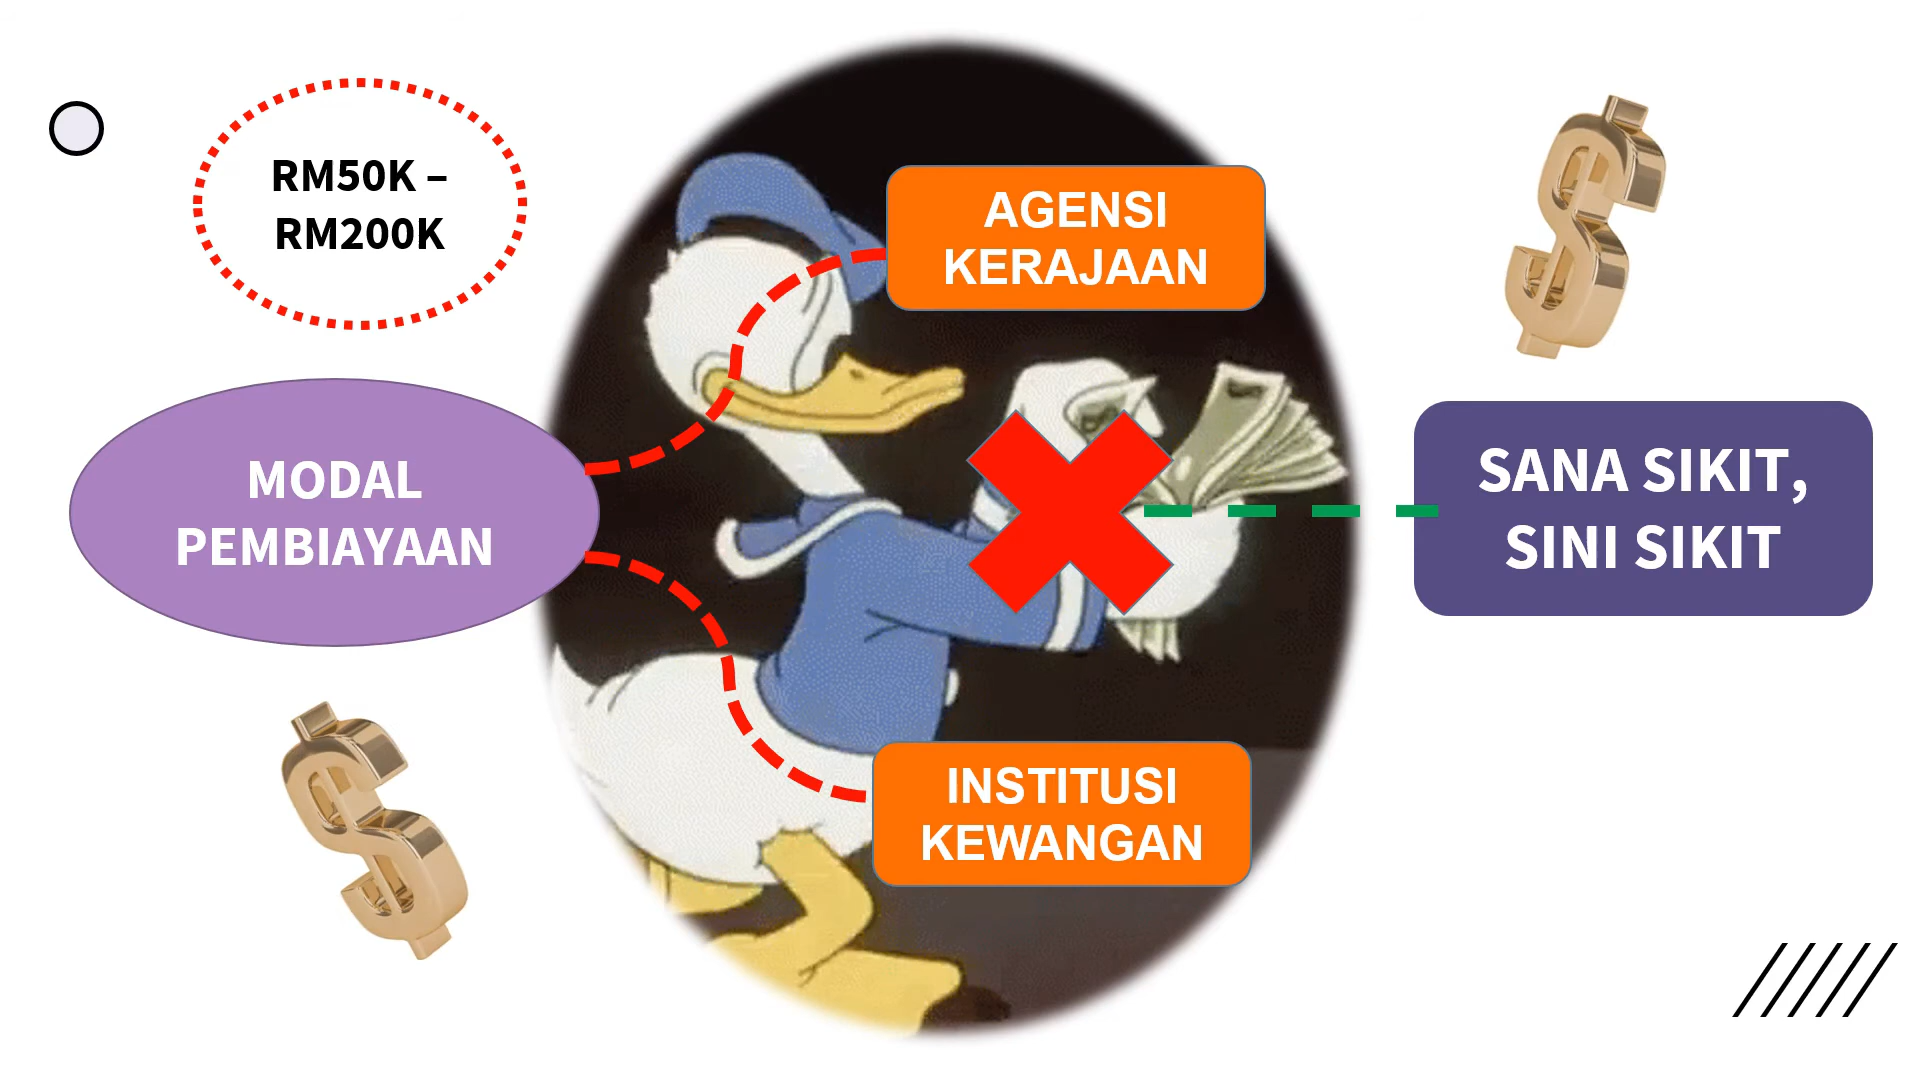 RM50K –
RM200K
MODAL
PEMBIAYAAN
AGENSI
KERAJAAN
INSTITUSI
KEWANGAN
SANA SIKIT,
SINI SIKIT